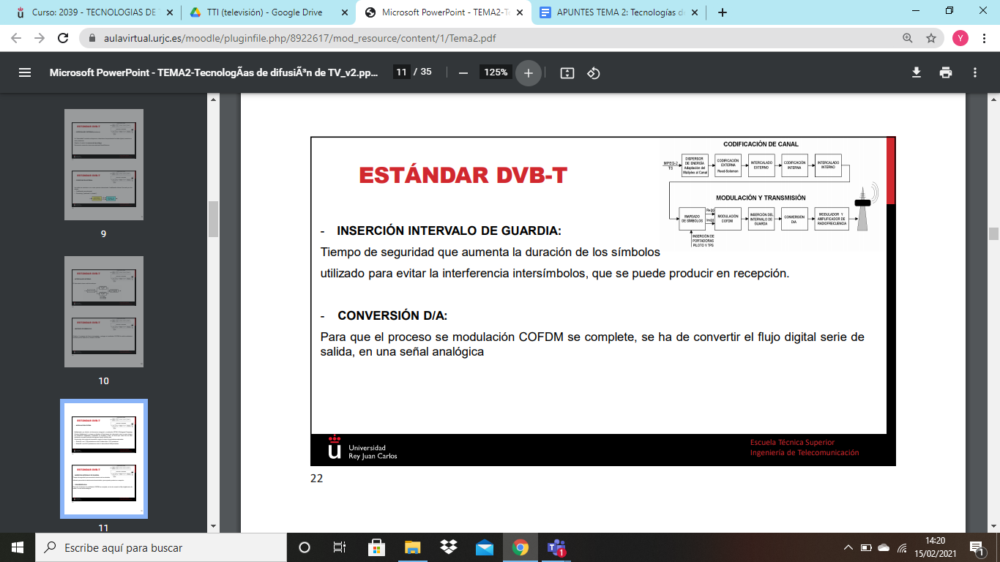 Curso: 2039 - TECNOLOGIAS DE T
TTI (televisión) - Google Drive
Microsoft PowerPoint - TEMA2-Te
APUNTES TEMA 2: Tecnologías de
aulavirtual.urjc.es/moodle/pluginfile.php/8922617/mod_resource/content/1/Tema2.pdf
Y
Microsoft PowerPoint - TEMA2-TecnologÃas de difusiÃ³n de TV_v2.pp...
11 / 35
125%
9
10
11
CODIFICACIÓN DE CANAL
MPEG-2
TS
DISPERSOR
DE ENERGÍA
Adaptación del
Múltiplex al Canal
CODIFICACIÓN
EXTERNA
Reed-Solomon
INTERCALADO
EXTERNO
CODIFICACIÓN
INTERNA
INTERCALADO
INTERNO
MODULACIÓN Y TRANSMISIÓN
MAPEADO
DE SÍMBOLOS
MODULACIÓN
COFDM
INSERCIÓN DEL
INTERVALO DE
GUARDA
CONVERSION
D/A
MODULADOR Y
AMPLIFICADOR DE
RADIOFRECUENCIA
INSERCIÓN DE
PORTADORAS
PILOTO Y TPS
ESTÁNDAR DVB-T
- INSERCIÓN INTERVALO DE GUARDIA:
Tiempo de seguridad que aumenta la duración de los símbolos
utilizado para evitar la interferencia intersímbolos, que se puede producir en recepción.
- CONVERSIÓN D/A:
Para que el proceso se modulación COFDM se complete, se ha de convertir el flujo digital serie de
salida, en una señal analógica
u
Universidad
Rey Juan Carlos
Escuela Técnica Superior
Ingeniería de Telecomunicación
22
Escribe aquí para buscar
1
14:20
15/02/2021
1